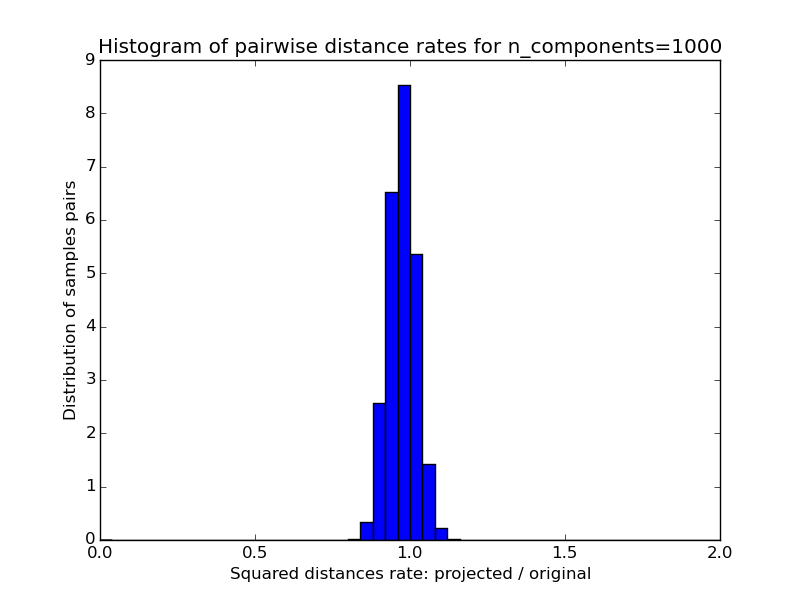 Histogram of pairwise distance rates for n_components=1000
9
8
7
6
5
4
3
2
1
0
Distribution of samples pairs
0.0 0.5 1.0 1.5 2.0
Squared distances rate: projected / original